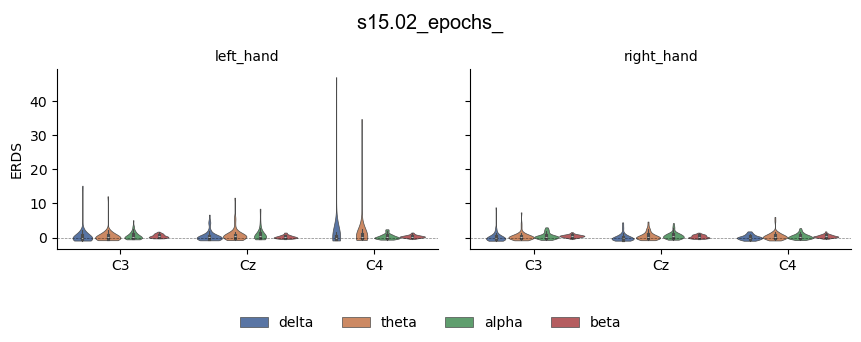 s15.02_epochs_
left_hand
right_hand
ERDS
40
30
20
10
0
C3
Cz
C4
C3
Cz
C4
delta
theta
alpha
beta